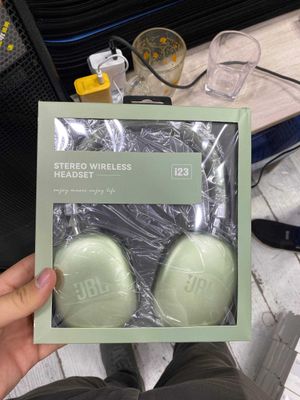 STEREO WIRELESS
HEADSET
i23
enjoy music enjoy life
JBL
JBL